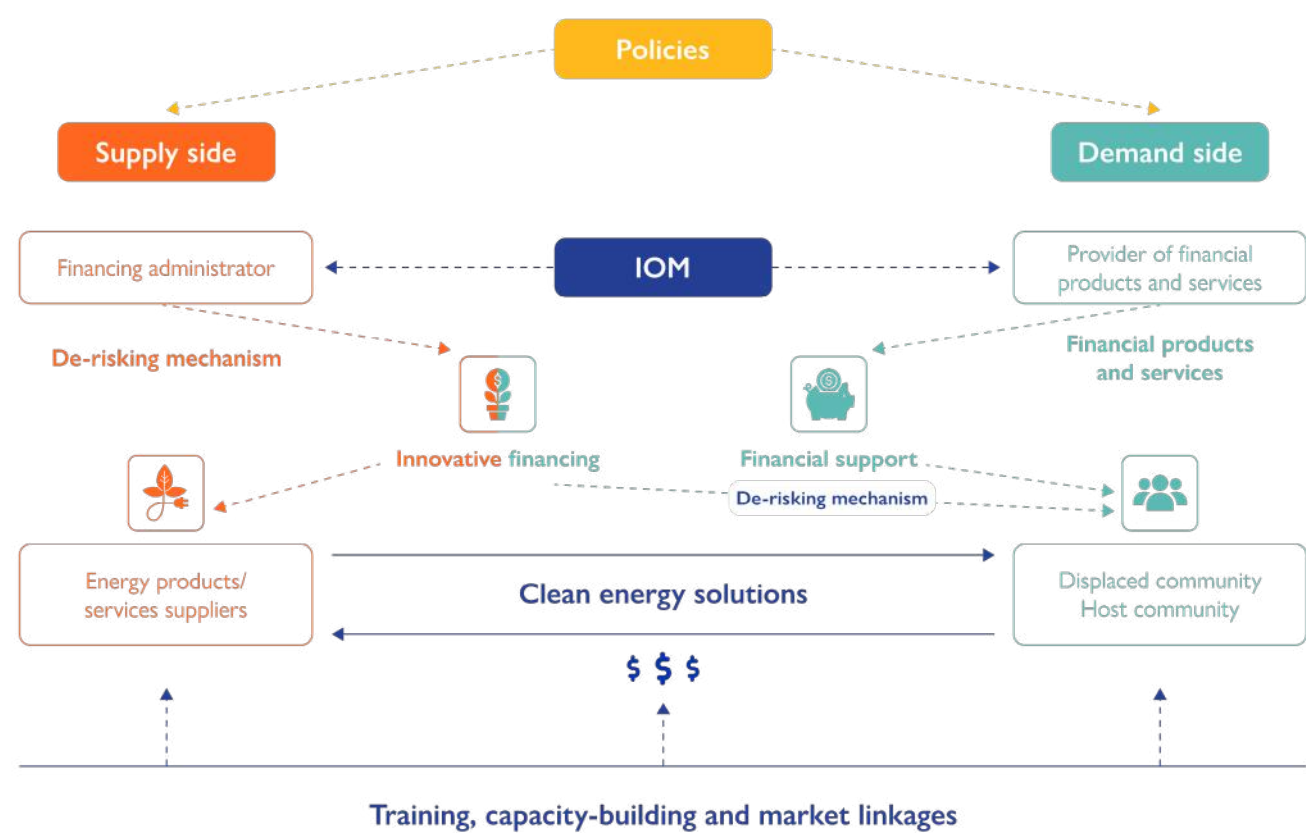 Policies
Supply side
Demand side
Financing administrator
IOM
Provider of financial
products and services
De-risking mechanism
Financial products
and services
$
$
Innovative financing
Financial support
De-risking mechanism
Energy products/
services suppliers
Clean energy solutions
Displaced community
Host community
$ $ $
Training, capacity-building and market linkages